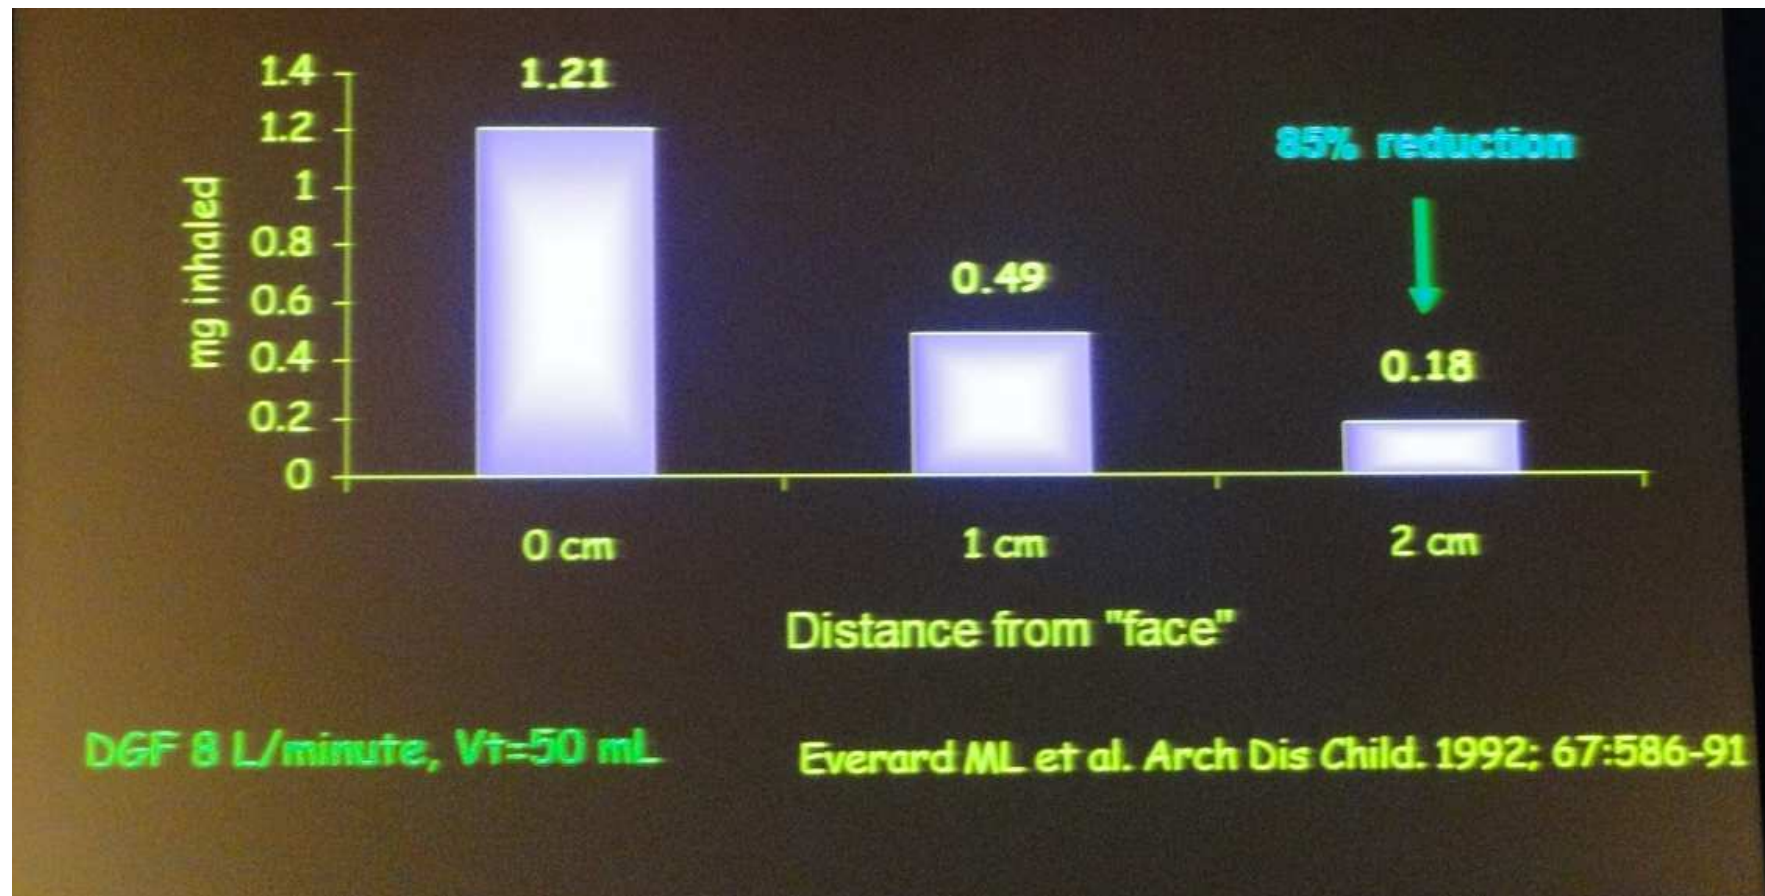 1.4
1.2
1
0.8
0.6
0.4
0.2
0
mg inhaled
1.21
0.49
85% reduction
0.18
0 cm
1 cm
2 cm
Distance from "face"
DGF 8 L/minute, Vt=50 mL
Everard ML et al. Arch Dis Child. 1992; 67:586-91